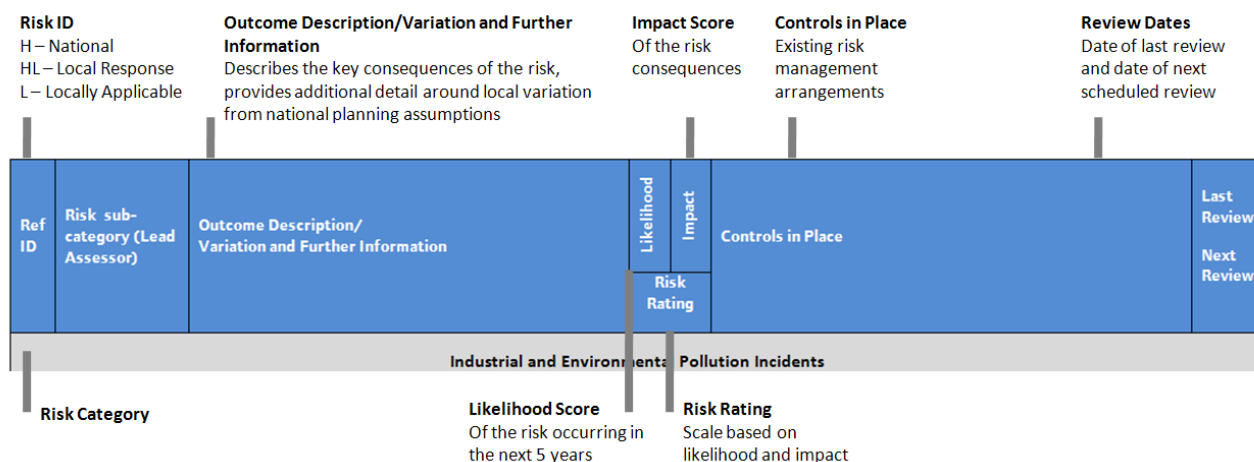 Risk ID
H – National
HL – Local Response
L – Locally Applicable
Outcome Description/Variation and Further
Information
Describes the key consequences of the risk,
provides additional detail around local variation
from national planning assumptions
Impact Score
Of the risk
consequences
Controls in Place
Existing risk
management
arrangements
Review Dates
Date of last review
and date of next
scheduled review
Ref
ID
Risk sub-
category (Lead
Assessor)
Outcome Description/
Variation and Further Information
Likelihood
Impact
Risk
Rating
Controls in Place
Last
Review
Next
Review
Industrial and Environmental Pollution Incidents
Risk Category
Likelihood Score
Of the risk occurring in
the next 5 years
Risk Rating
Scale based on
likelihood and impact